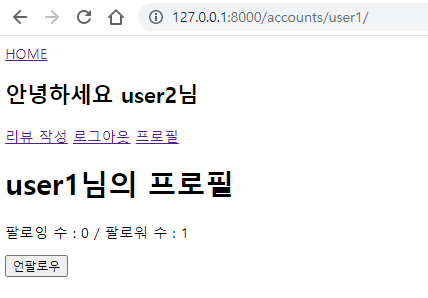 127.0.0.1:8000/accounts/user1/
HOME
안녕하세요 user2님
리뷰 작성 로그아웃 프로필
user1님의 프로필
팔로잉 수 : 0 / 팔로워 수 : 1
언팔로우